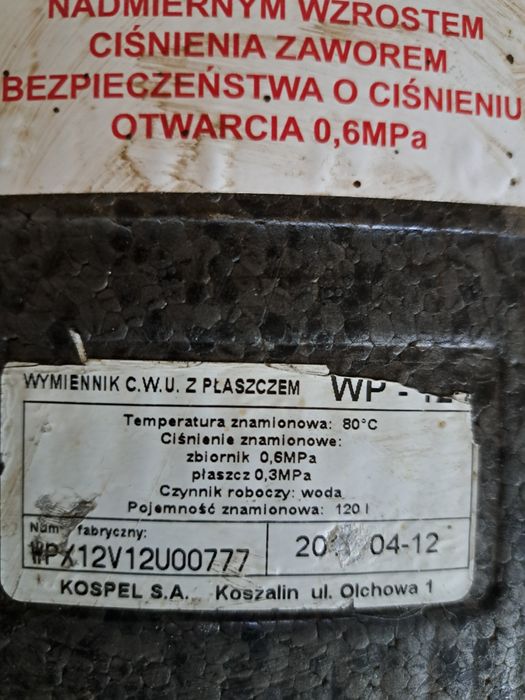 NADMIERNYM WZROSTEM
CIŚNIENIA ZAWOREM
BEZPIECZEŃSTWA O CIŚNIENIU
OTWARCIA 0,6MPa
WYMIENNIK C.W.U. Z PŁASZCZEM WP -
Temperatura znamionowa: 80°C
Ciśnienie znamionowe:
zbiornik 0,6MPa
płaszcz 0,3MPa
Czynnik roboczy: woda
Pojemność znamionowa: 120 l
fabryczny:
04-12
KOSPEL S.A. Koszalin ul. Olchowa 1